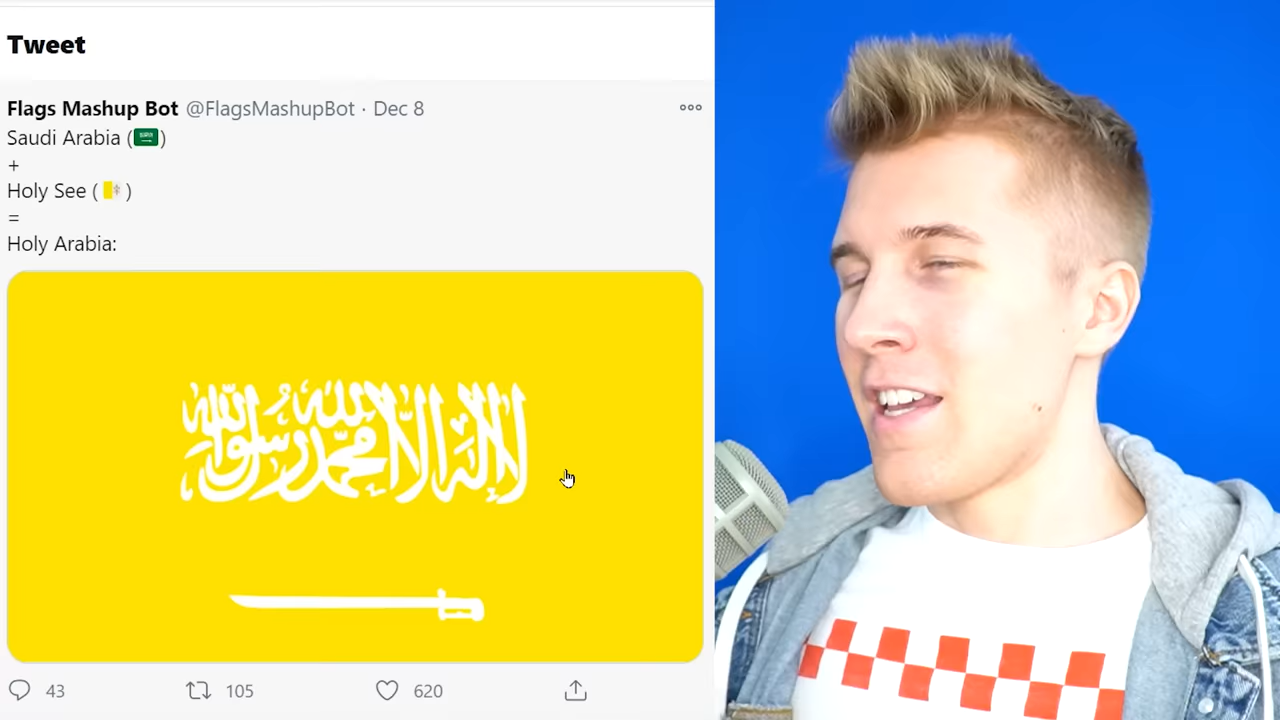 Tweet
Flags Mashup Bot @FlagsMashupBot · Dec 8
Saudi Arabia (🇸🇦)
+
Holy See (🇻🇦)
=
Holy Arabia:
لا إله إلا الله محمد رسول الله
43 105 620